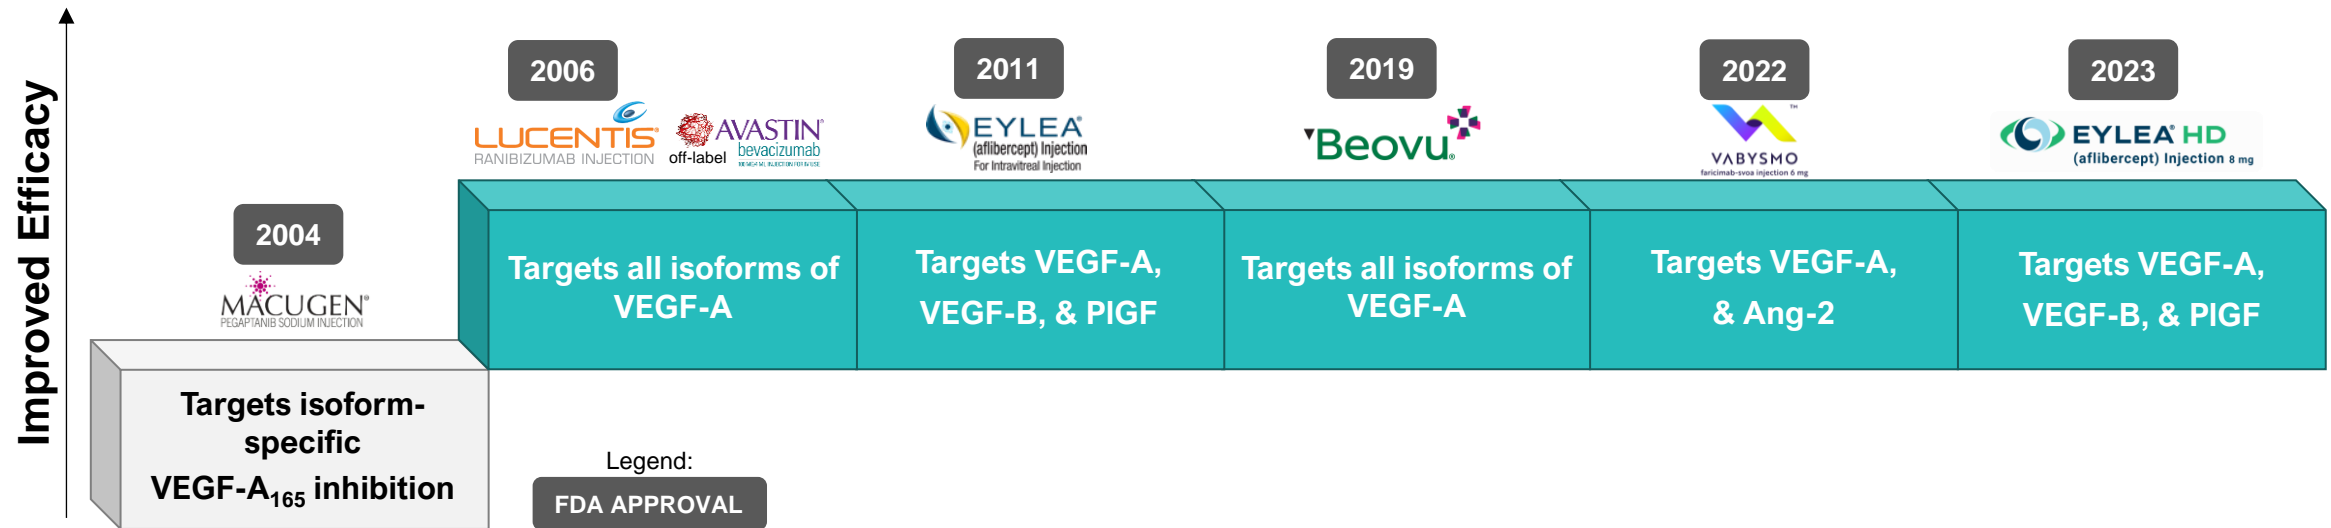 Improved Efficacy
2004
MACUGEN®
PEGAPTANIB SODIUM INJECTION
Targets isoform-
specific
VEGF-A165 inhibition
2006
LUCENTIS®
RANIBIZUMAB INJECTION
off-label
AVASTIN®
bevacizumab
Targets all isoforms of
VEGF-A
2011
EYLEA®
(aflibercept) Injection
For Intravitreal Injection
Targets VEGF-A,
VEGF-B, & PlGF
2019
▼Beovu®
Targets all isoforms of
VEGF-A
2022
TM
VABYSMO
faricimab-svoa injection 6 mg
Targets VEGF-A,
& Ang-2
2023
EYLEA® HD
(aflibercept) Injection 8 mg
Targets VEGF-A,
VEGF-B, & PlGF
Legend:
FDA APPROVAL